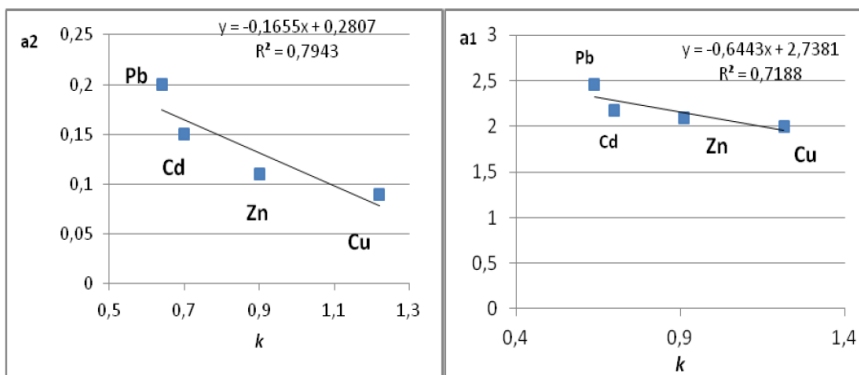 a2
y = -0,1655x + 0,2807
R² = 0,7943
0,25
0,2
0,15
0,1
0,05
0
Pb
Cd
Zn
Cu
0,5 0,7 0,9 1,1 1,3
k
a1
y = -0,6443x + 2,7381
R² = 0,7188
3
2,5
2
1,5
1
0,5
0
Pb
Cd
Zn
Cu
0,4 0,9 1,4
k